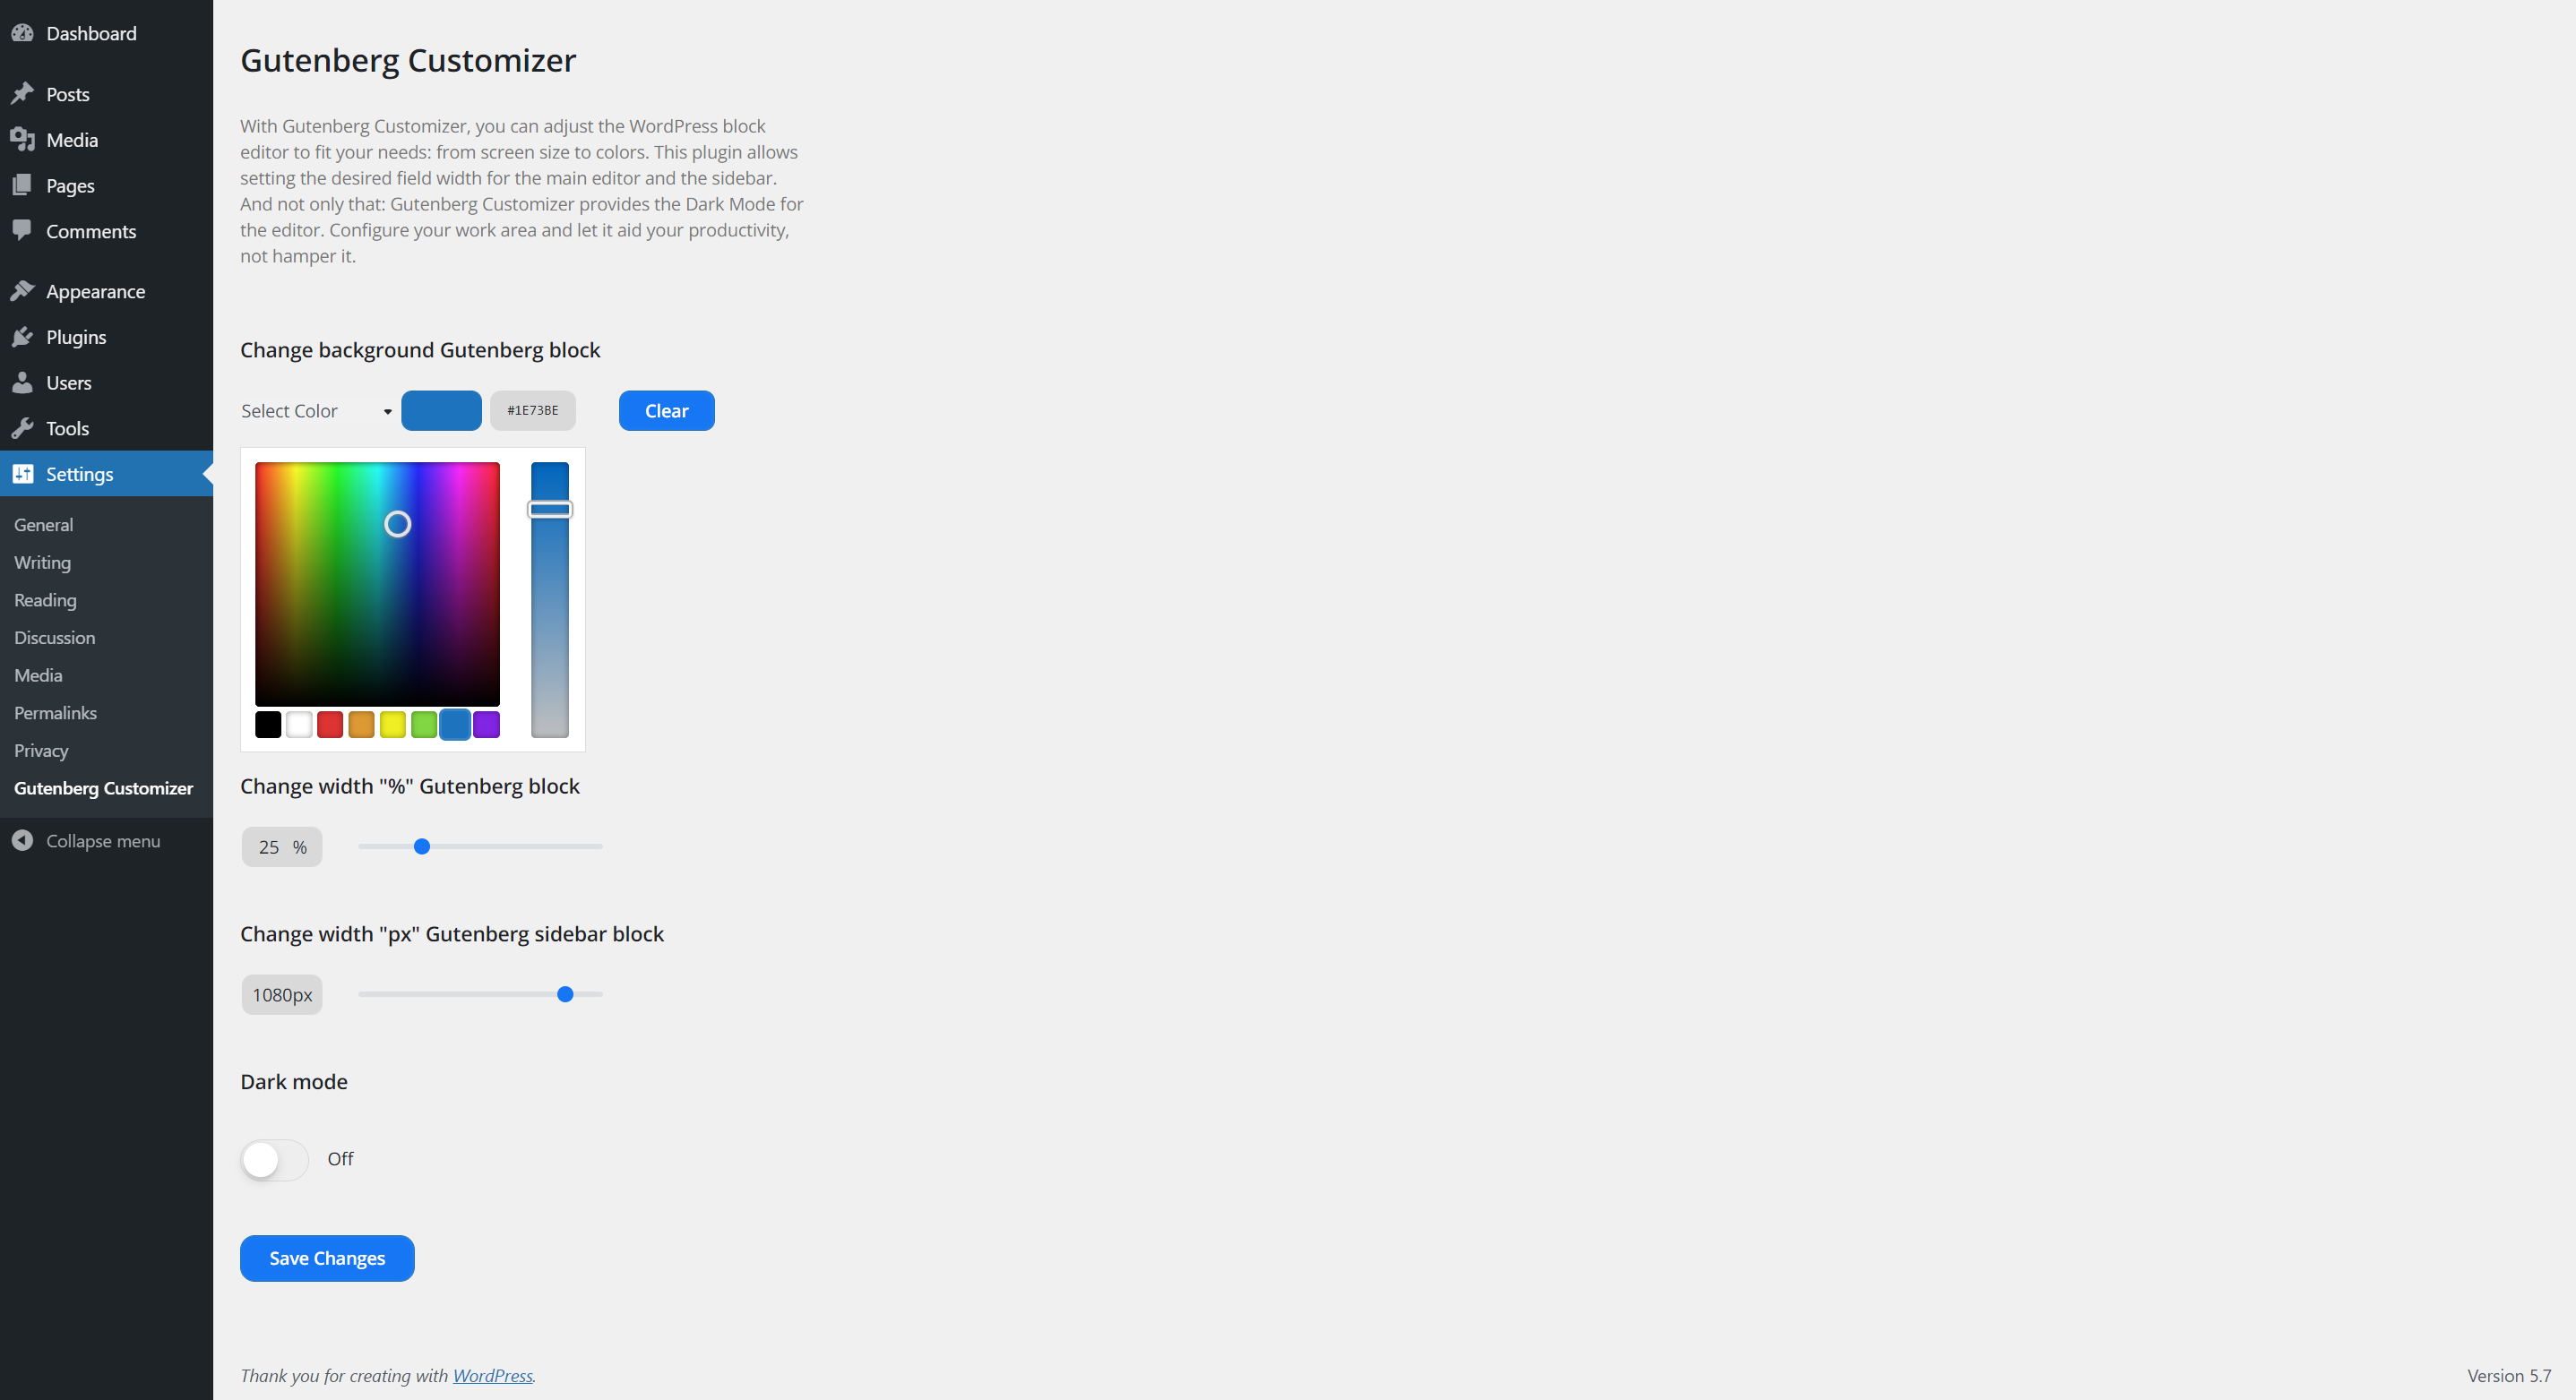 Dashboard
Posts
Media
Pages
Comments
Appearance
Plugins
Users
Tools
Settings
General
Writing
Reading
Discussion
Media
Permalinks
Privacy
Gutenberg Customizer
Collapse menu
Gutenberg Customizer
With Gutenberg Customizer, you can adjust the WordPress block
editor to fit your needs: from screen size to colors. This plugin allows
setting the desired field width for the main editor and the sidebar.
And not only that: Gutenberg Customizer provides the Dark Mode for
the editor. Configure your work area and let it aid your productivity,
not hamper it.
Change background Gutenberg block
Select Color #1E73BE Clear
Change width "%" Gutenberg block
25 %
Change width "px" Gutenberg sidebar block
1080px
Dark mode
Off
Save Changes
Thank you for creating with WordPress.
Version 5.7